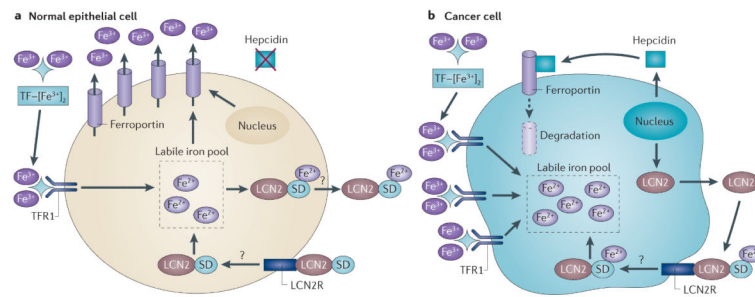 a Normal epithelial cell
Fe3+ Fe3+ Fe3+ Fe3+ Fe3+
Hepcidin
Fe3+ Fe3+
TF–[Fe3+]2
Ferroportin
Nucleus
Labile iron pool
Fe3+
Fe3+
TFR1
Fe2+
Fe2+
Fe2+
Fe2+
LCN2 SD
?
Fe2+
LCN2 SD
LCN2 SD
?
LCN2 SD
LCN2R
b Cancer cell
Fe3+ Fe3+
TF–[Fe3+]2
Hepcidin
Ferroportin
Nucleus
Degradation
Fe3+
Fe3+
Labile iron pool
Fe3+
Fe3+
Fe2+ Fe2+
Fe2+
Fe2+ Fe2+
LCN2
LCN2
Fe3+
Fe3+
TFR1
Fe2+
LCN2 SD
?
LCN2 SD
LCN2R